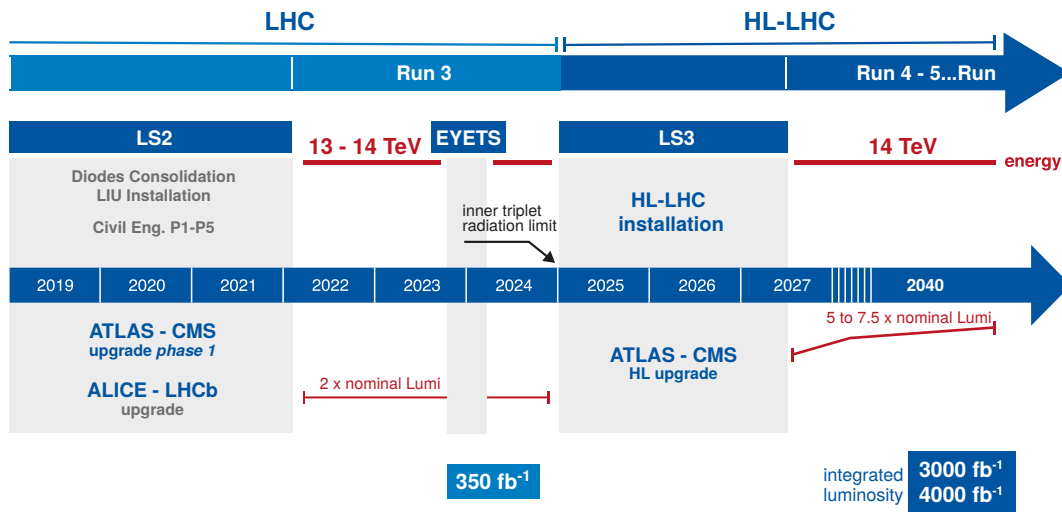 LHC
HL-LHC
Run 3
Run 4 - 5...Run
LS2
13 - 14 TeV
EYETS
LS3
14 TeV
energy
Diodes Consolidation
LIU Installation
Civil Eng. P1-P5
inner triplet
radiation limit
HL-LHC
installation
2019
2020
2021
2022
2023
2024
2025
2026
2027
2040
5 to 7.5 x nominal Lumi
ATLAS - CMS
upgrade phase 1
ATLAS - CMS
HL upgrade
ALICE - LHCb
upgrade
2 x nominal Lumi
350 fb⁻¹
integrated
luminosity
3000 fb⁻¹
4000 fb⁻¹